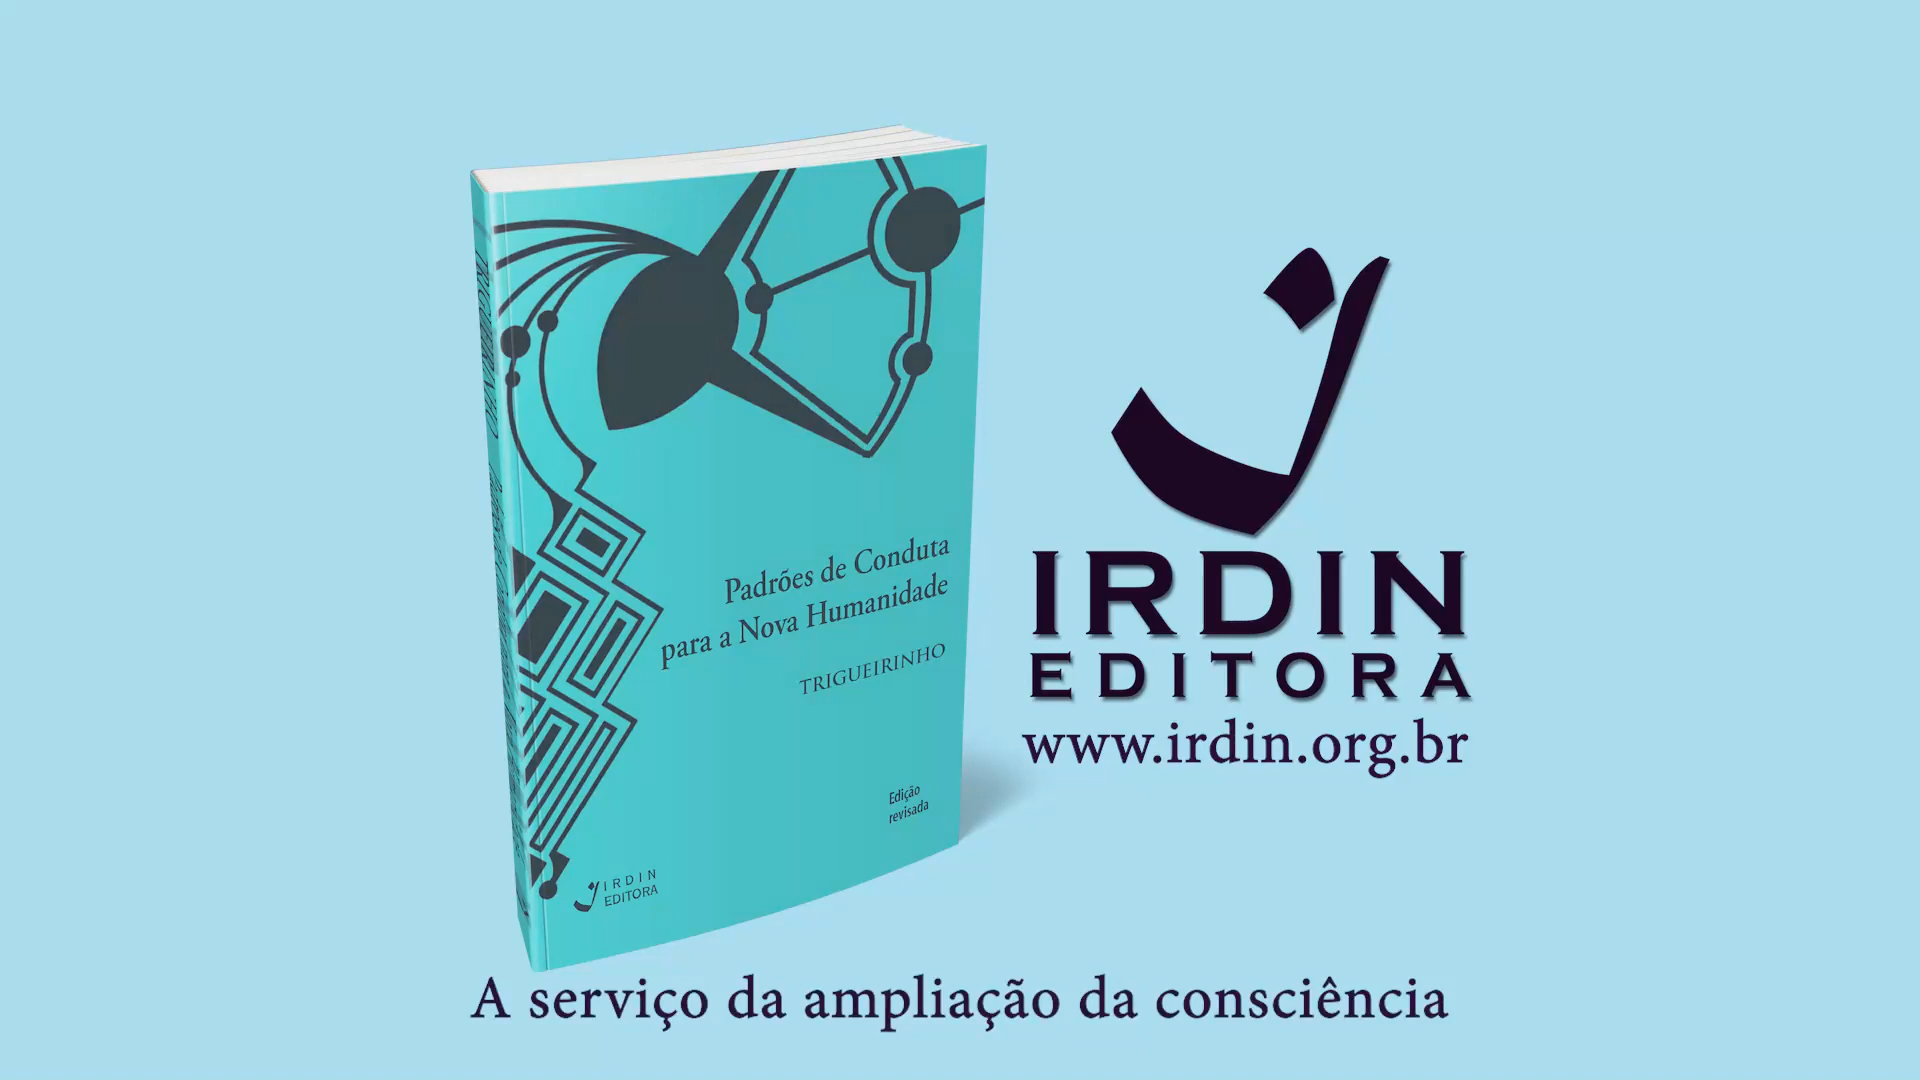 Padrões de Conduta
para a Nova Humanidade
TRIGUEIRINHO
Edição
revisada
IRDIN
EDITORA
IRDIN
EDITORA
www.irdin.org.br
A serviço da ampliação da consciência